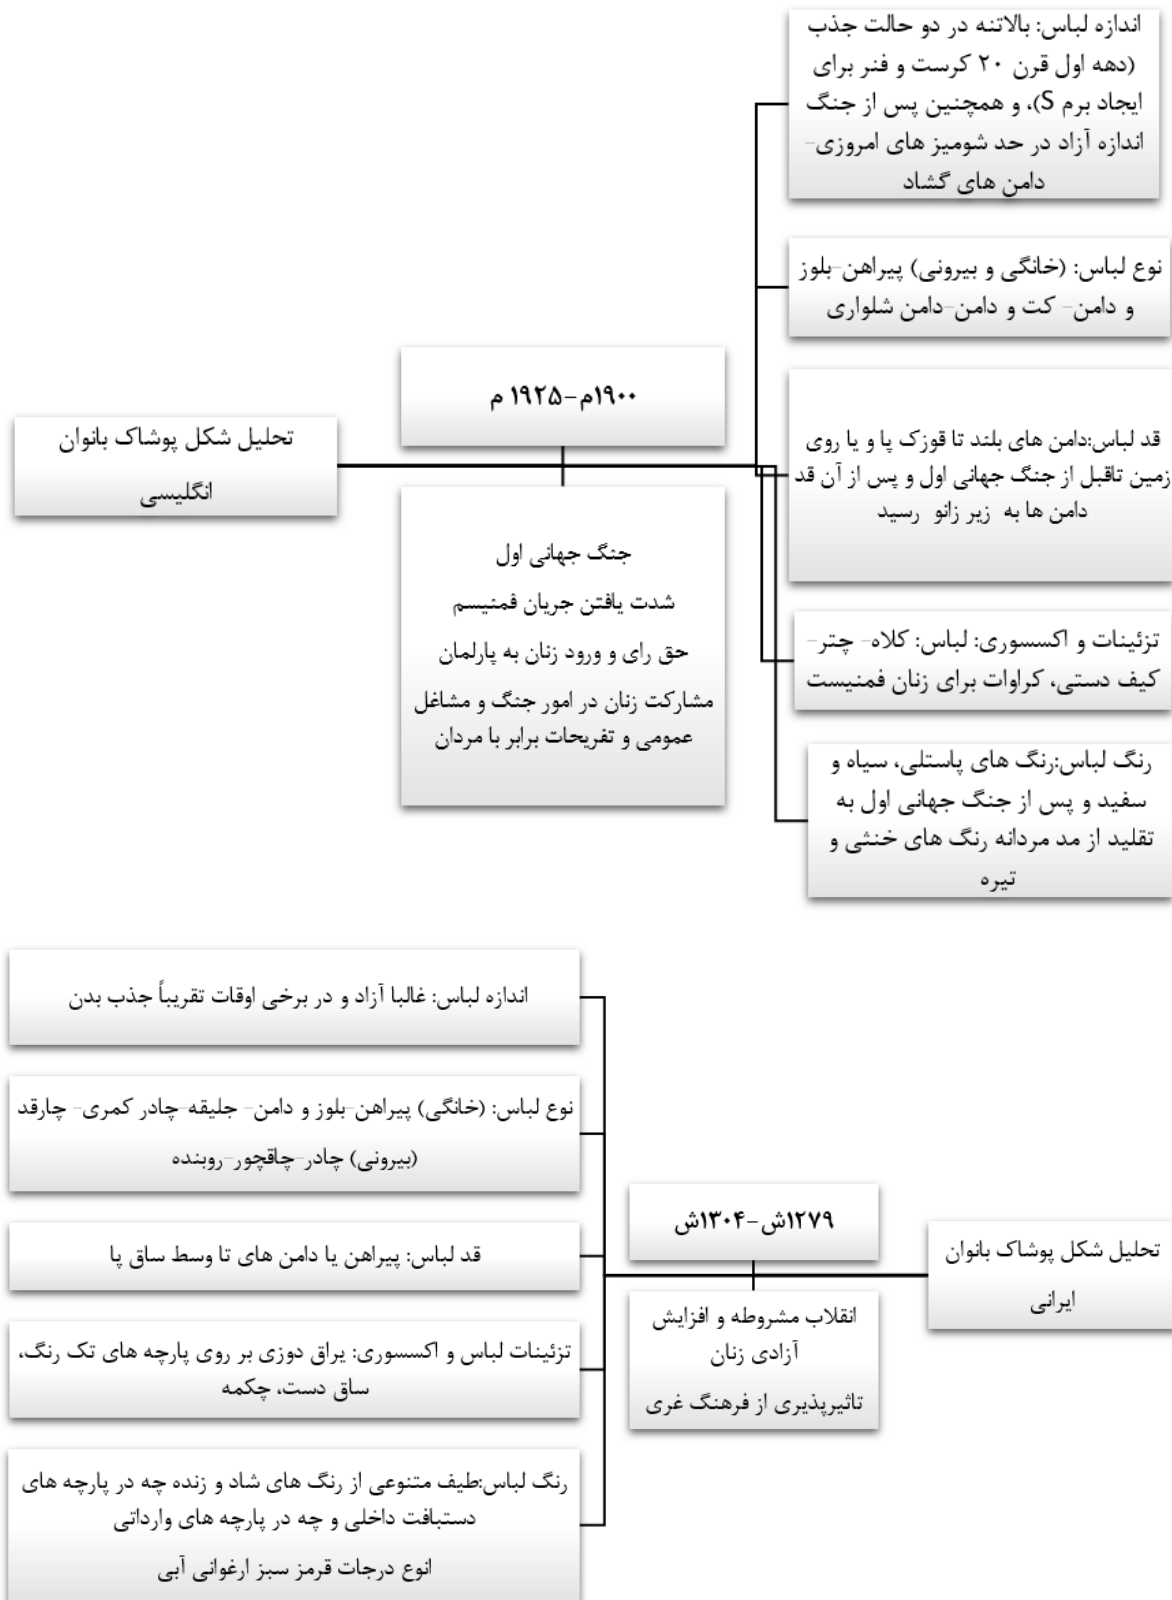 تحلیل شکل پوشاک بانوان
انگلیسی
۱۹۰۰م-۱۹۲۵ م
جنگ جهانی اول
شدت یافتن جریان فمنیسم
حق رای و ورود زنان به پارلمان
مشارکت زنان در امور جنگ و مشاغل
عمومی و تفریحات برابر با مردان
اندازه لباس: بالاتنه در دو حالت جذب
(دهه اول قرن ۲۰ کرست و فنر برای
ایجاد برم S)، و همچنین پس از جنگ
اندازه آزاد در حد شومیز های امروزی-
دامن های گشاد
نوع لباس: (خانگی و بیرونی) پیراهن-بلوز
و دامن- کت و دامن-دامن شلواری
قد لباس:دامن های بلند تا قوزک پا و یا روی
زمین تاقبل از جنگ جهانی اول و پس از آن قد
دامن ها به زیر زانو رسید
تزئینات و اکسسوری: لباس: کلاه- چتر-
کیف دستی، کراوات برای زنان فمنیست
رنگ لباس:رنگ های پاستلی، سیاه و
سفید و پس از جنگ جهانی اول به
تقلید از مد مردانه رنگ های خنثی و
تیره
تحلیل شکل پوشاک بانوان
ایرانی
۱۲۷۹ش-۱۳۰۴ش
انقلاب مشروطه و افزایش
آزادی زنان
تاثیرپذیری از فرهنگ غری
اندازه لباس: غالبا آزاد و در برخی اوقات تقریباً جذب بدن
نوع لباس: (خانگی) پیراهن-بلوز و دامن- جلیقه-چادر کمری- چارقد
(بیرونی) چادر-چاقچور-روبنده
قد لباس: پیراهن یا دامن های تا وسط ساق پا
تزئینات لباس و اکسسوری: یراق دوزی بر روی پارچه های تک رنگ،
ساق دست، چکمه
رنگ لباس:طیف متنوعی از رنگ های شاد و زنده چه در پارچه های
دستبافت داخلی و چه در پارچه های وارداتی
انوع درجات قرمز سبز ارغوانی آبی